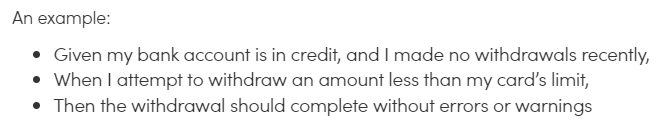 An example:
• Given my bank account is in credit, and I made no withdrawals recently,
• When I attempt to withdraw an amount less than my card’s limit,
• Then the withdrawal should complete without errors or warnings